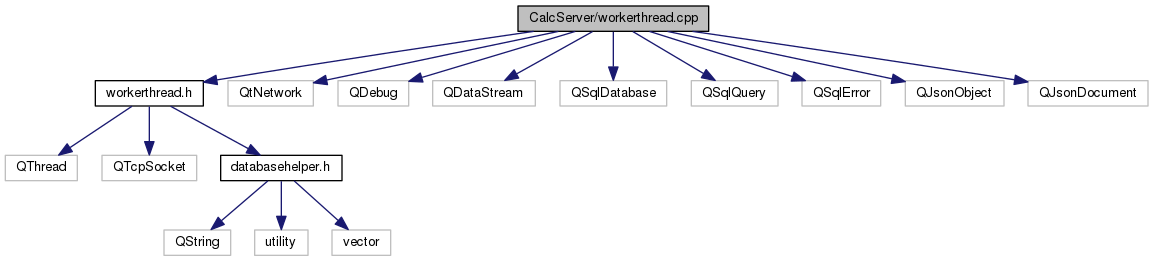 CalcServer/workerthread.cpp
workerthread.h
QtNetwork
QDebug
QDataStream
QSqlDatabase
QSqlQuery
QSqlError
QJsonObject
QJsonDocument
QThread
QTcpSocket
databasehelper.h
QString
utility
vector